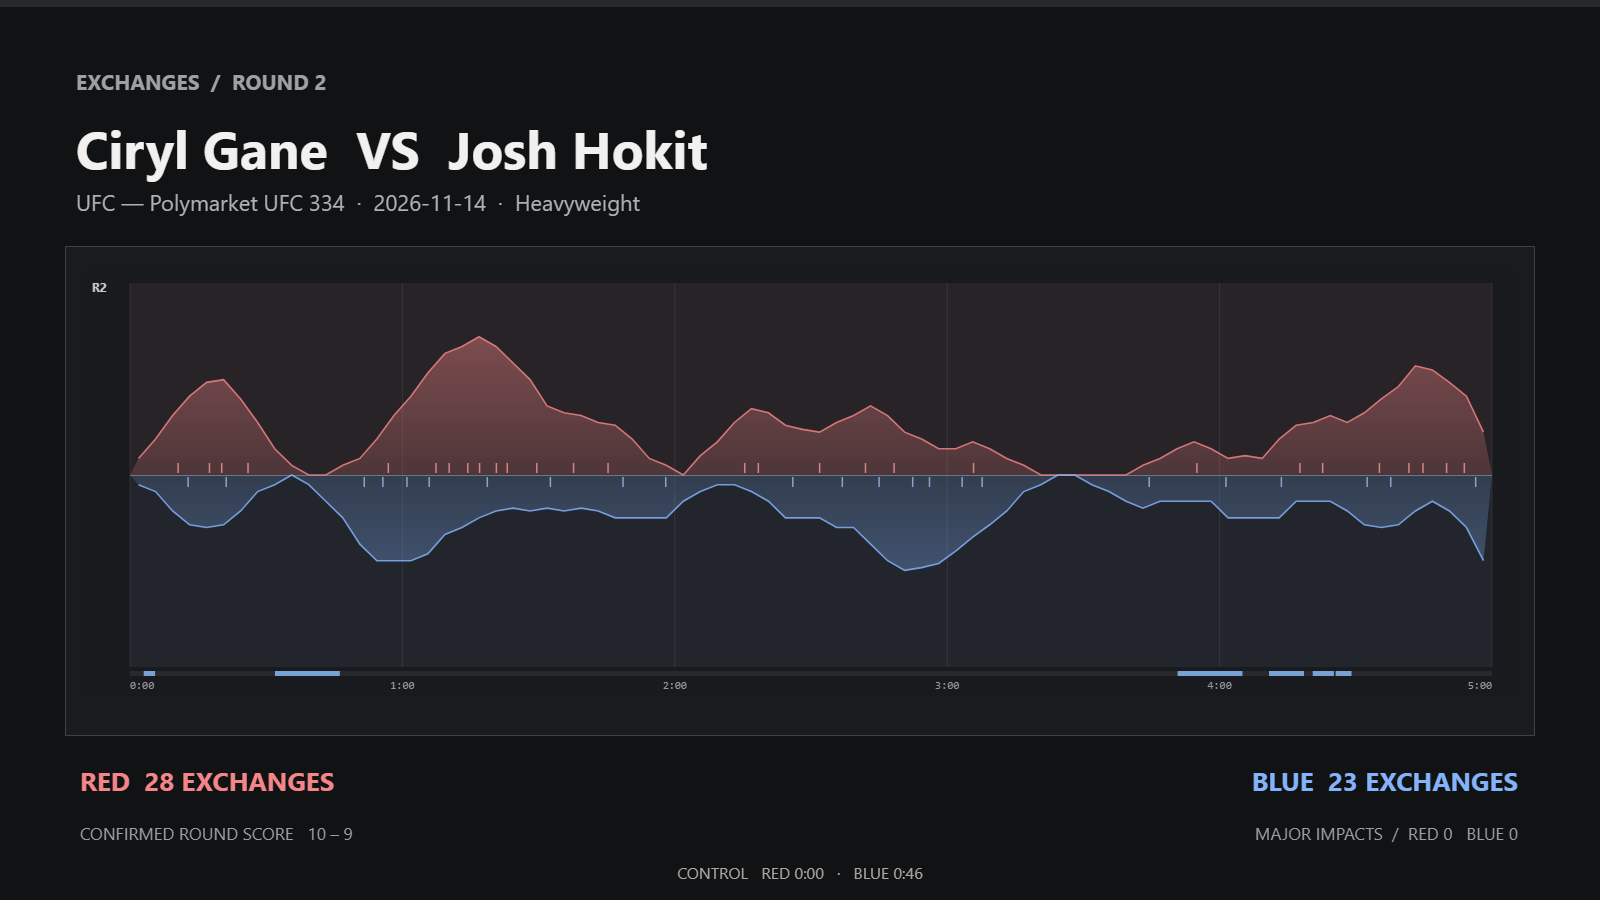 EXCHANGES / ROUND 2
Ciryl Gane VS Josh Hokit
UFC — Polymarket UFC 334 · 2026-11-14 · Heavyweight
R2
0:00 1:00 2:00 3:00 4:00 5:00
RED 28 EXCHANGES BLUE 23 EXCHANGES
CONFIRMED ROUND SCORE 10 – 9 MAJOR IMPACTS / RED 0 BLUE 0
CONTROL RED 0:00 · BLUE 0:46